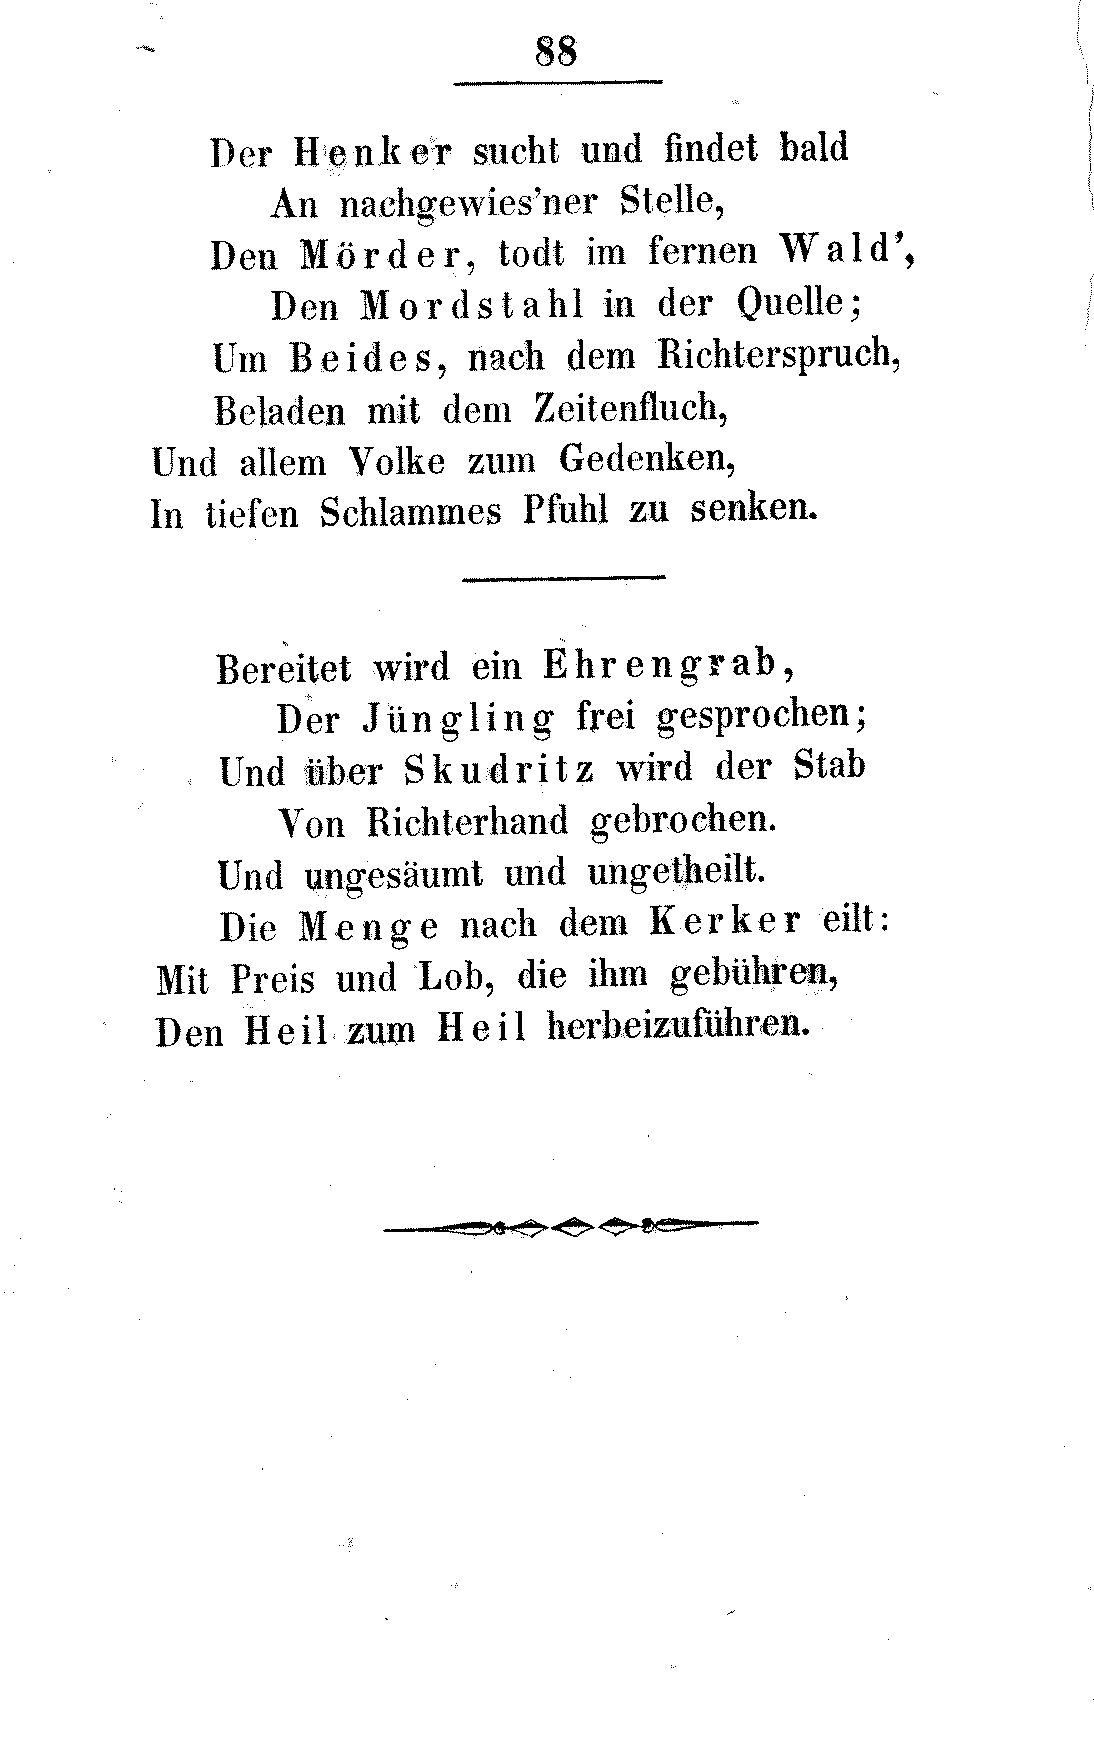 88
Der Henker sucht und findet bald
An nachgewies'ner Stelle,
Den Mörder, todt im fernen Wald',
Den Mordstahl in der Quelle;
Um Beides, nach dem Richterspruch,
Beladen mit dem Zeitenfluch,
Und allem Volke zum Gedenken,
In tiefen Schlammes Pfuhl zu senken.
Bereitet wird ein Ehrengrab,
Der Jüngling frei gesprochen;
Und über Skudritz wird der Stab
Von Richterhand gebrochen.
Und ungesäumt und ungetheilt.
Die Menge nach dem Kerker eilt:
Mit Preis und Lob, die ihm gebühren,
Den Heil zum Heil herbeizuführen.